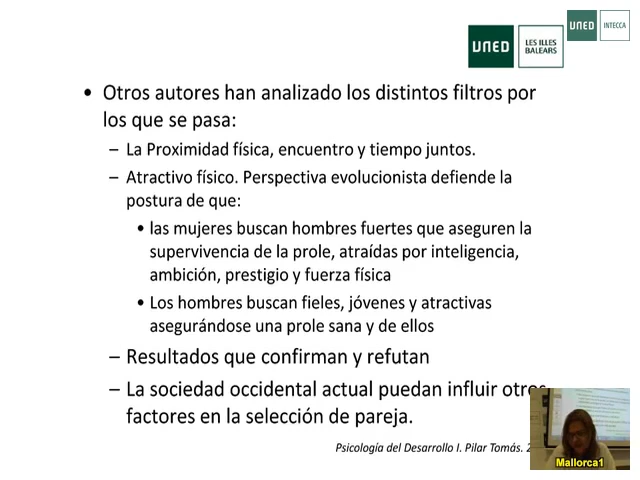 UNED
LES ILLES
BALEARS
UNED
INTECCA
• Otros autores han analizado los distintos filtros por
los que se pasa:
– La Proximidad física, encuentro y tiempo juntos.
– Atractivo físico. Perspectiva evolucionista defiende la
postura de que:
• las mujeres buscan hombres fuertes que aseguren la
supervivencia de la prole, atraídas por inteligencia,
ambición, prestigio y fuerza física
• Los hombres buscan fieles, jóvenes y atractivas
asegurándose una prole sana y de ellos
– Resultados que confirman y refutan
– La sociedad occidental actual puedan influir otros
factores en la selección de pareja.
Psicología del Desarrollo I. Pilar Tomás. 2
Mallorca1